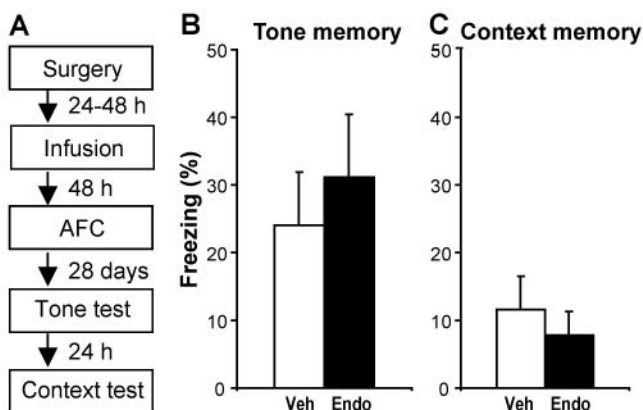 A
Surgery
24-48 h
Infusion
48 h
AFC
28 days
Tone test
24 h
Context test
B
Tone memory
Freezing (%)
50
40
30
20
10
0
Veh Endo
C
Context memory
50
40
30
20
10
0
Veh Endo